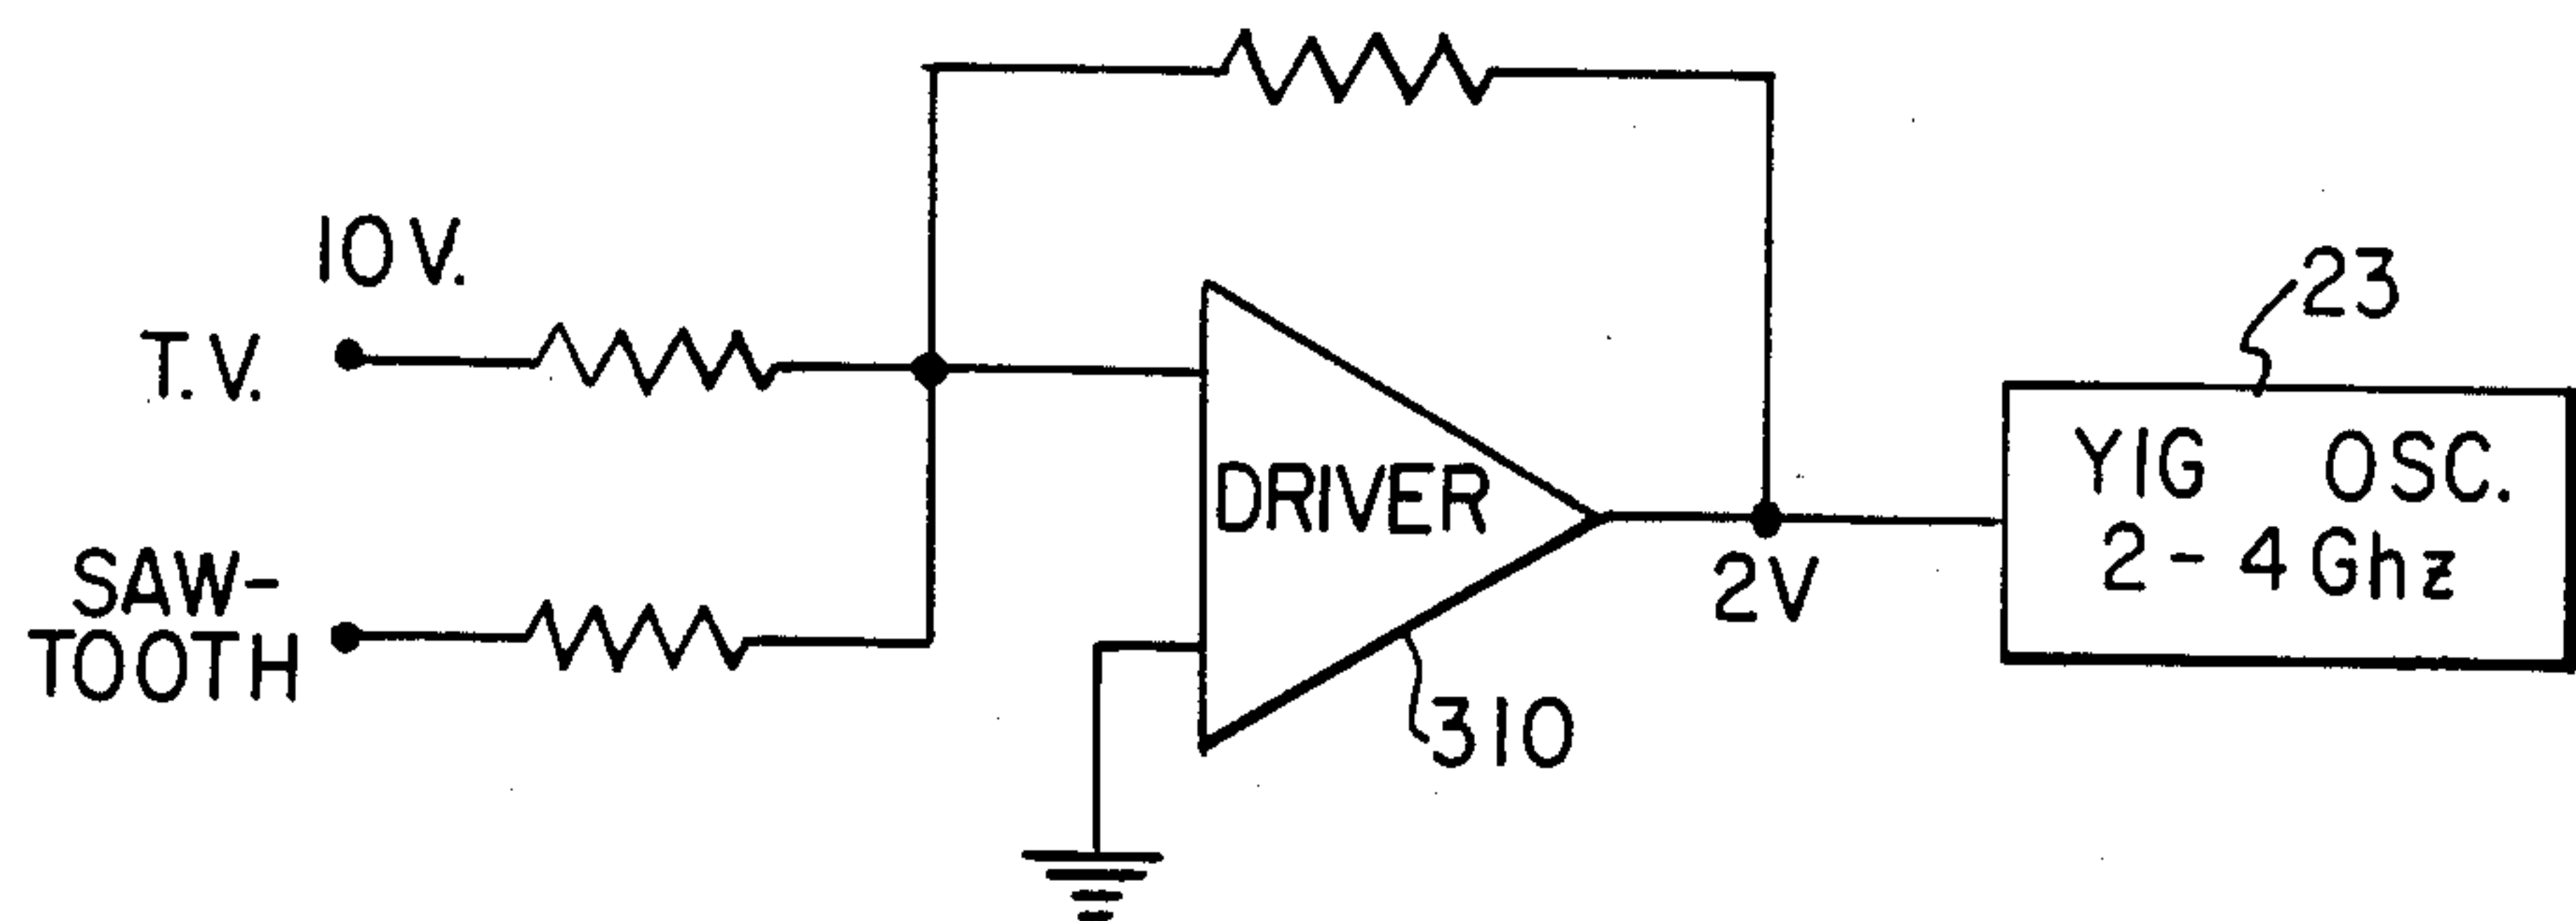 10 V.
T.V.
SAW-
TOOTH
DRIVER
310
2V
23
YIG OSC.
2-4 Ghz